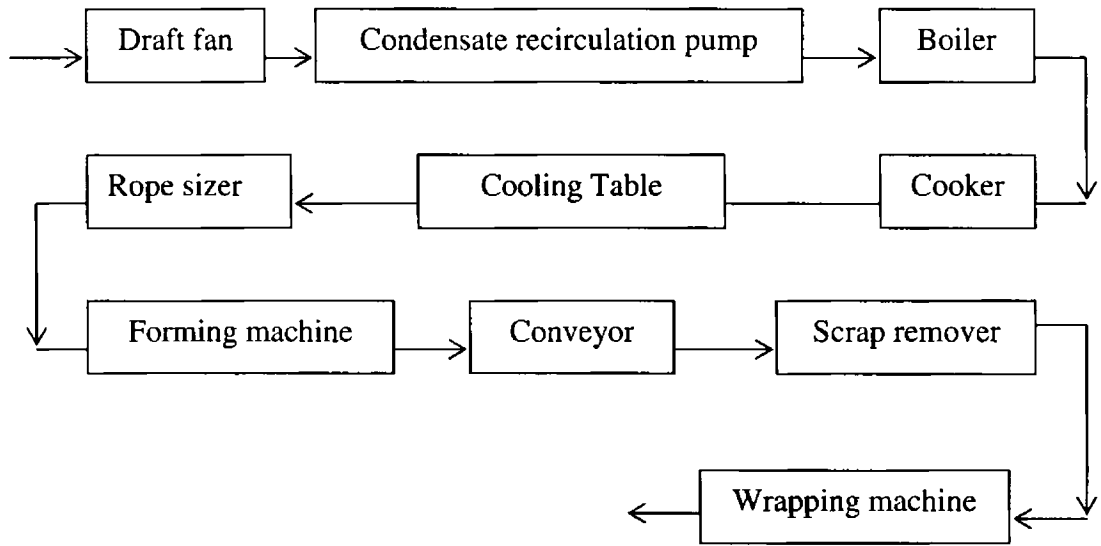 Draft fan
Condensate recirculation pump
Boiler
Rope sizer
Cooling Table
Cooker
Forming machine
Conveyor
Scrap remover
Wrapping machine